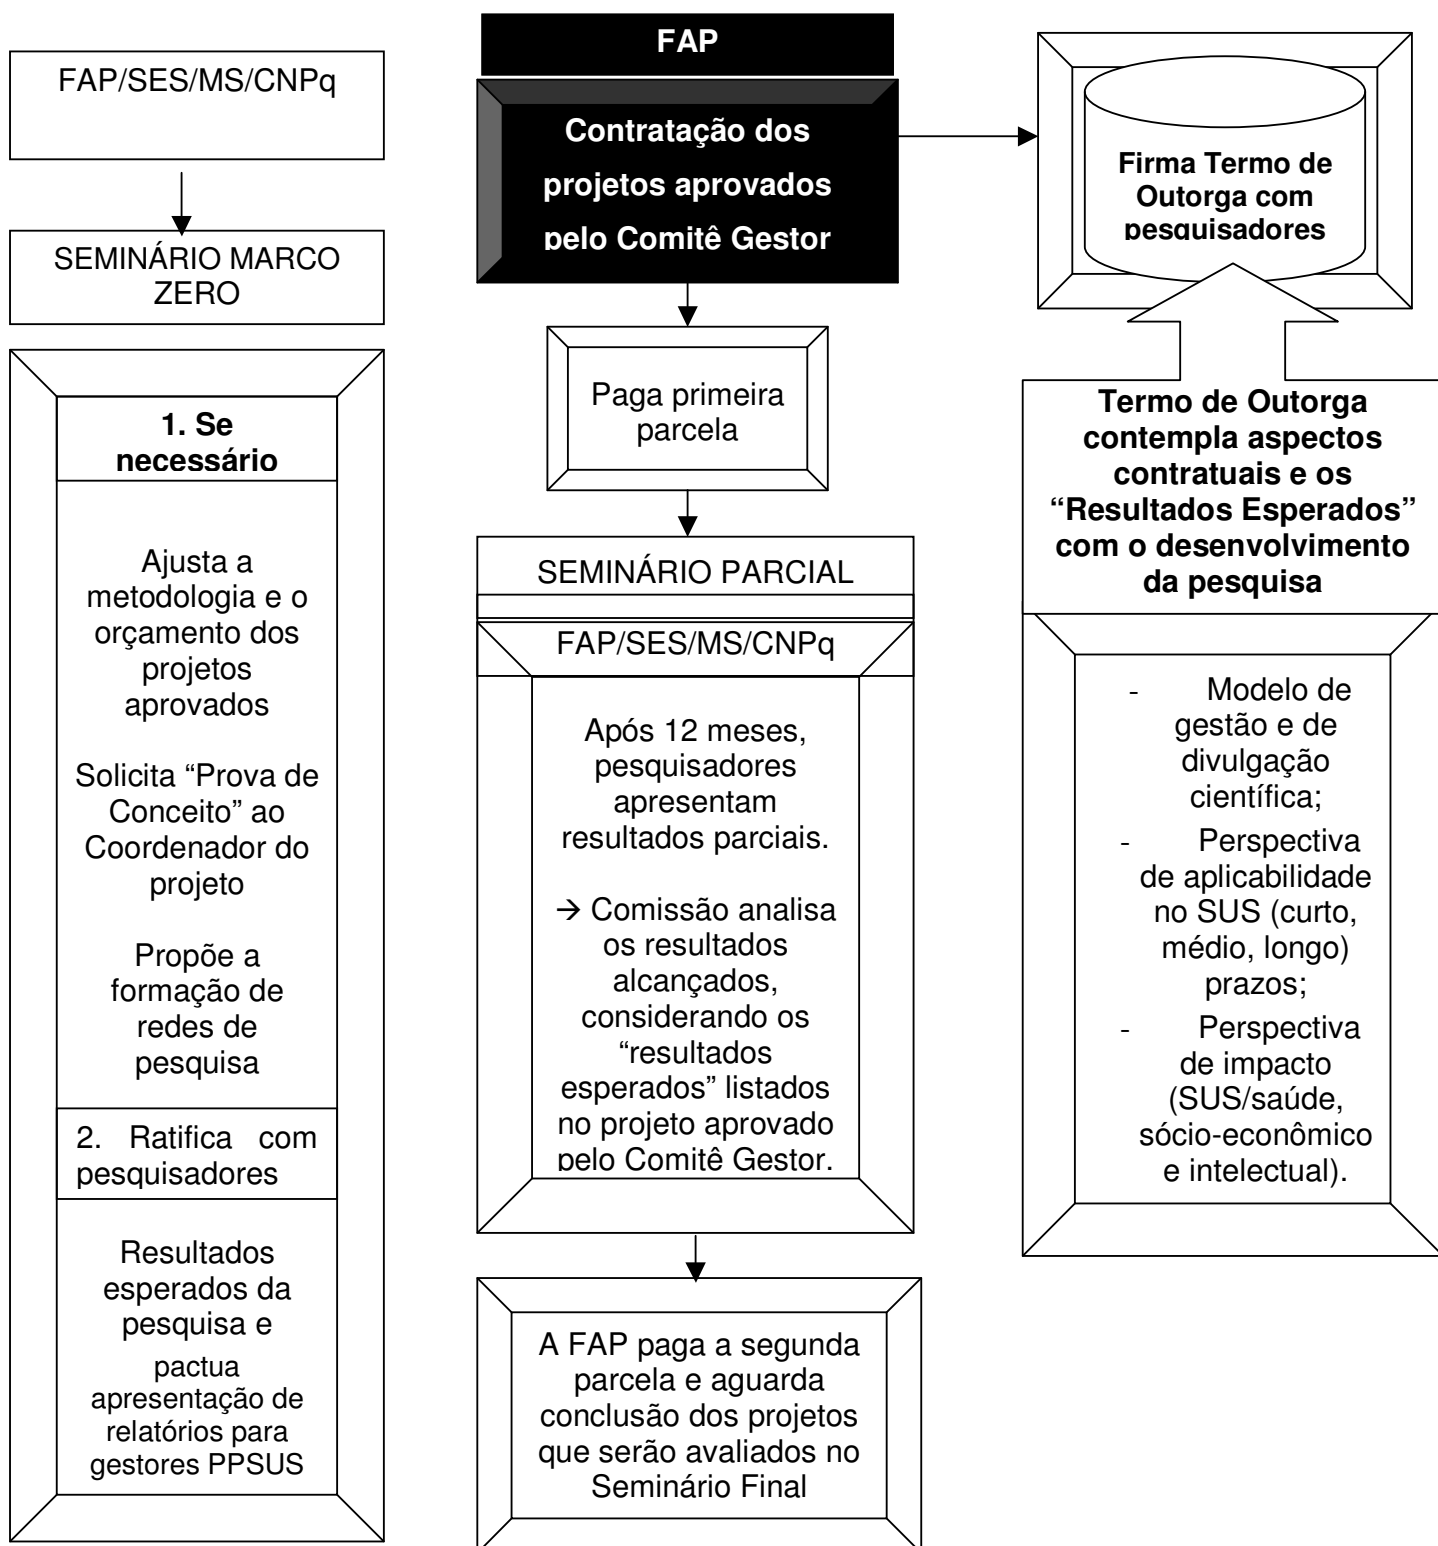 FAP/SES/MS/CNPq
SEMINÁRIO MARCO
ZERO
1. Se
necessário
Ajusta a
metodologia e o
orçamento dos
projetos
aprovados
Solicita “Prova de
Conceito” ao
Coordenador do
projeto
Propõe a
formação de
redes de
pesquisa
2. Ratifica com
pesquisadores
Resultados
esperados da
pesquisa e
pactua
apresentação de
relatórios para
gestores PPSUS
FAP
Contratação dos
projetos aprovados
pelo Comitê Gestor
Paga primeira
parcela
SEMINÁRIO PARCIAL
FAP/SES/MS/CNPq
Após 12 meses,
pesquisadores
apresentam
resultados parciais.
→ Comissão analisa
os resultados
alcançados,
considerando os
“resultados
esperados” listados
no projeto aprovado
pelo Comitê Gestor.
A FAP paga a segunda
parcela e aguarda
conclusão dos projetos
que serão avaliados no
Seminário Final
Firma Termo de
Outorga com
pesquisadores
Termo de Outorga
contempla aspectos
contratuais e os
“Resultados Esperados”
com o desenvolvimento
da pesquisa
- Modelo de
gestão e de
divulgação
científica;
- Perspectiva
de aplicabilidade
no SUS (curto,
médio, longo)
prazos;
- Perspectiva
de impacto
(SUS/saúde,
sócio-econômico
e intelectual).